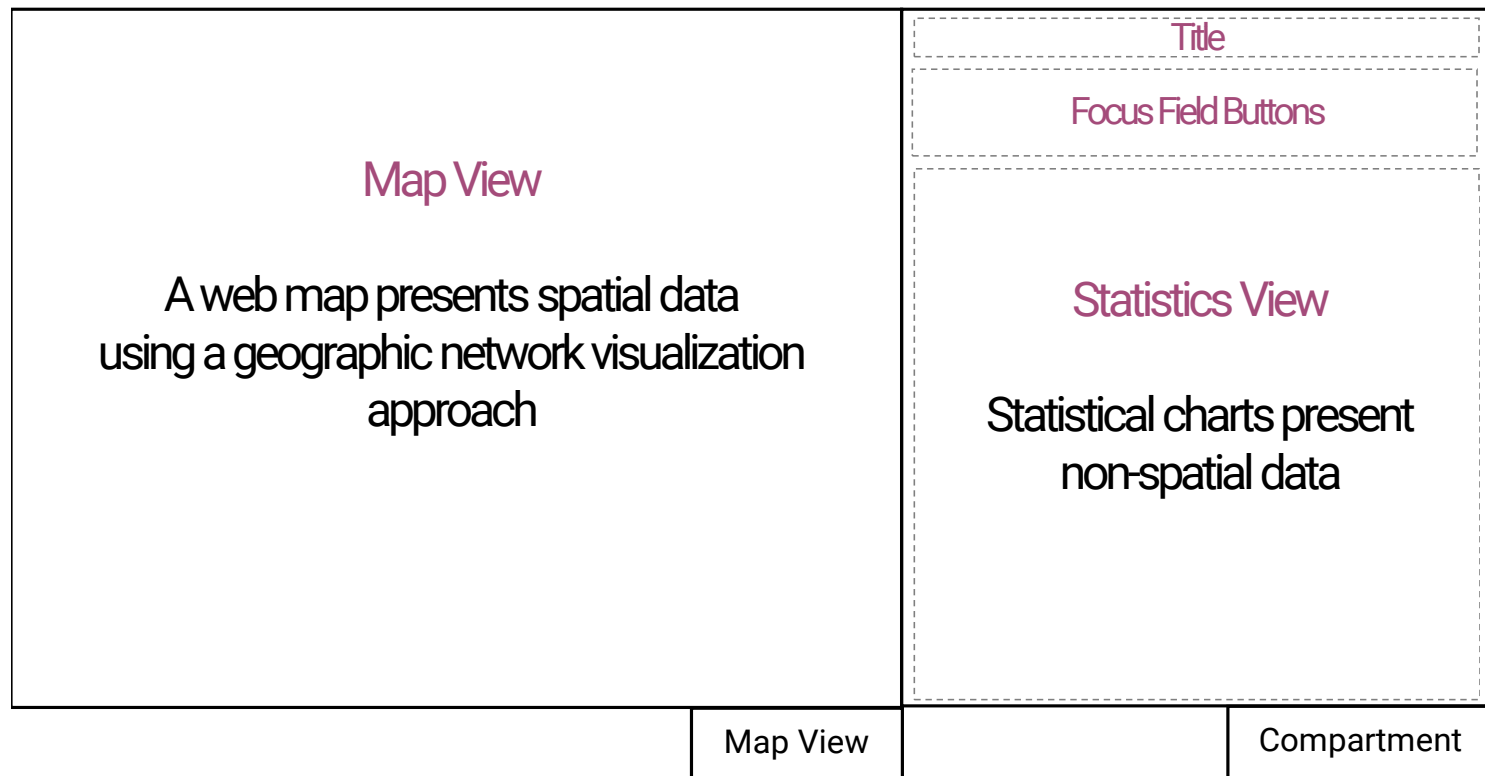 Map View
A web map presents spatial data
using a geographic network visualization
approach
Title
Focus Field Buttons
Statistics View
Statistical charts present
non-spatial data
Map View
Compartment